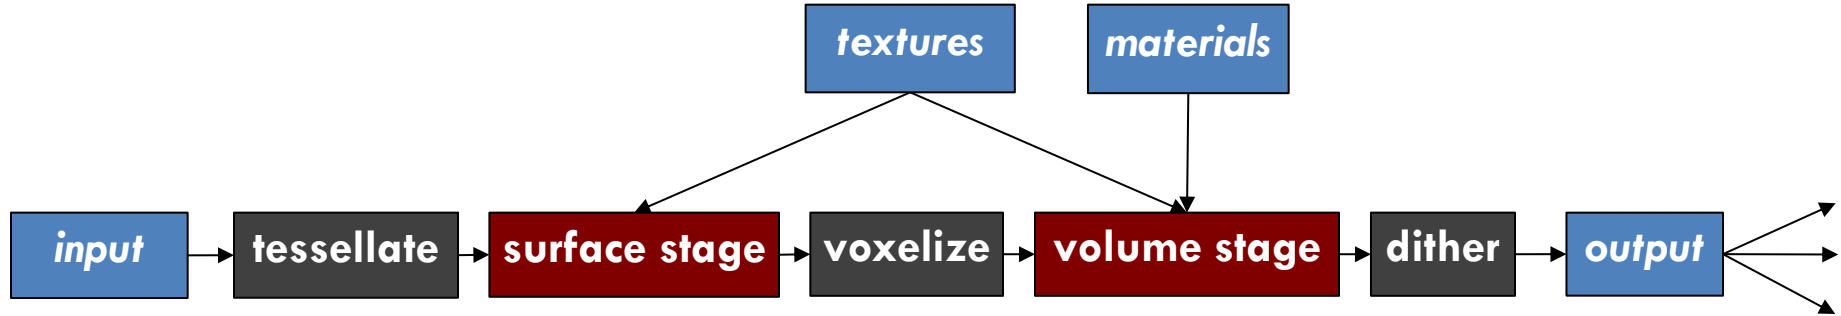 textures
materials
input
tessellate
surface stage
voxelize
volume stage
dither
output